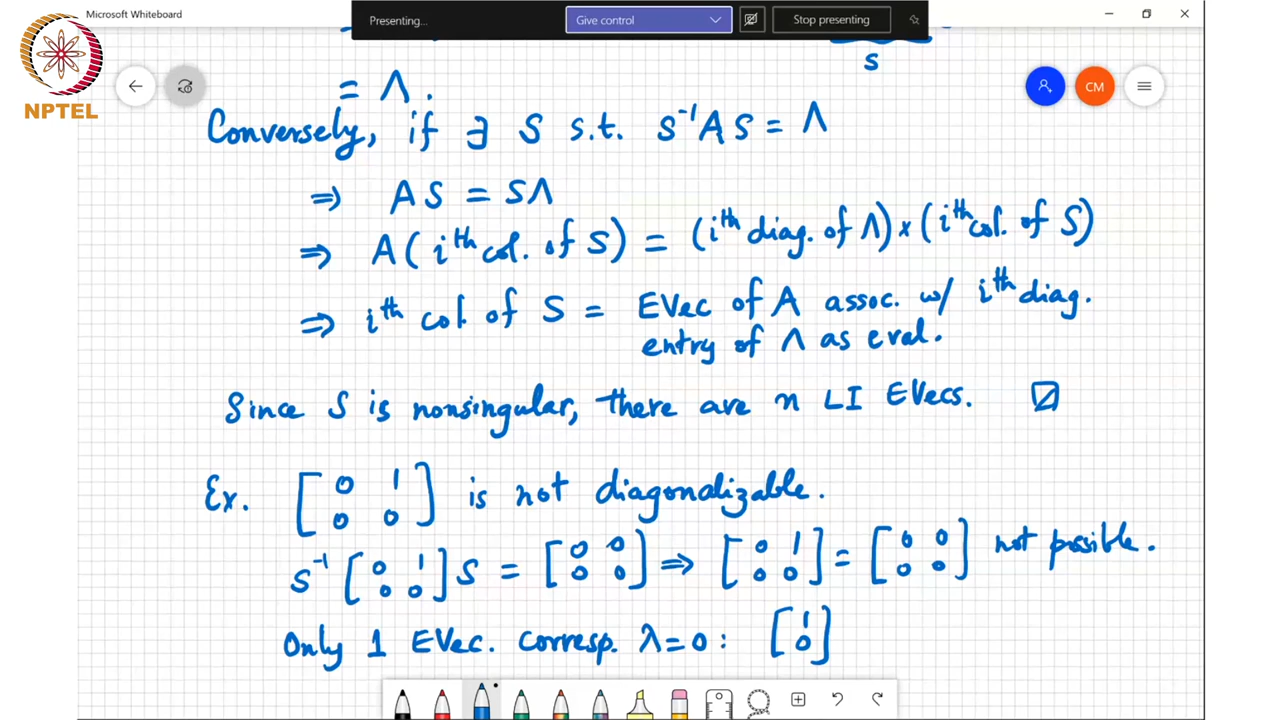 Microsoft Whiteboard
Presenting...
Give control
Stop presenting
NPTEL
CM
S
= Λ.
Conversely, if ∃ S s.t. S⁻¹AS = Λ
⇒ AS = SΛ
⇒ A(iᵗʰ col. of S) = (iᵗʰ diag. of Λ) × (iᵗʰ col. of S)
⇒ iᵗʰ col. of S = EVec of A assoc. w/ iᵗʰ diag.
entry of Λ as eval.
Since S is nonsingular, there are n LI EVecs.
Ex. [0 1; 0 0] is not diagonalizable.
S⁻¹ [0 1; 0 0] S = [0 0; 0 0] ⇒ [0 1; 0 0] = [0 0; 0 0] not possible.
Only 1 EVec. corresp. λ=0: [1; 0]